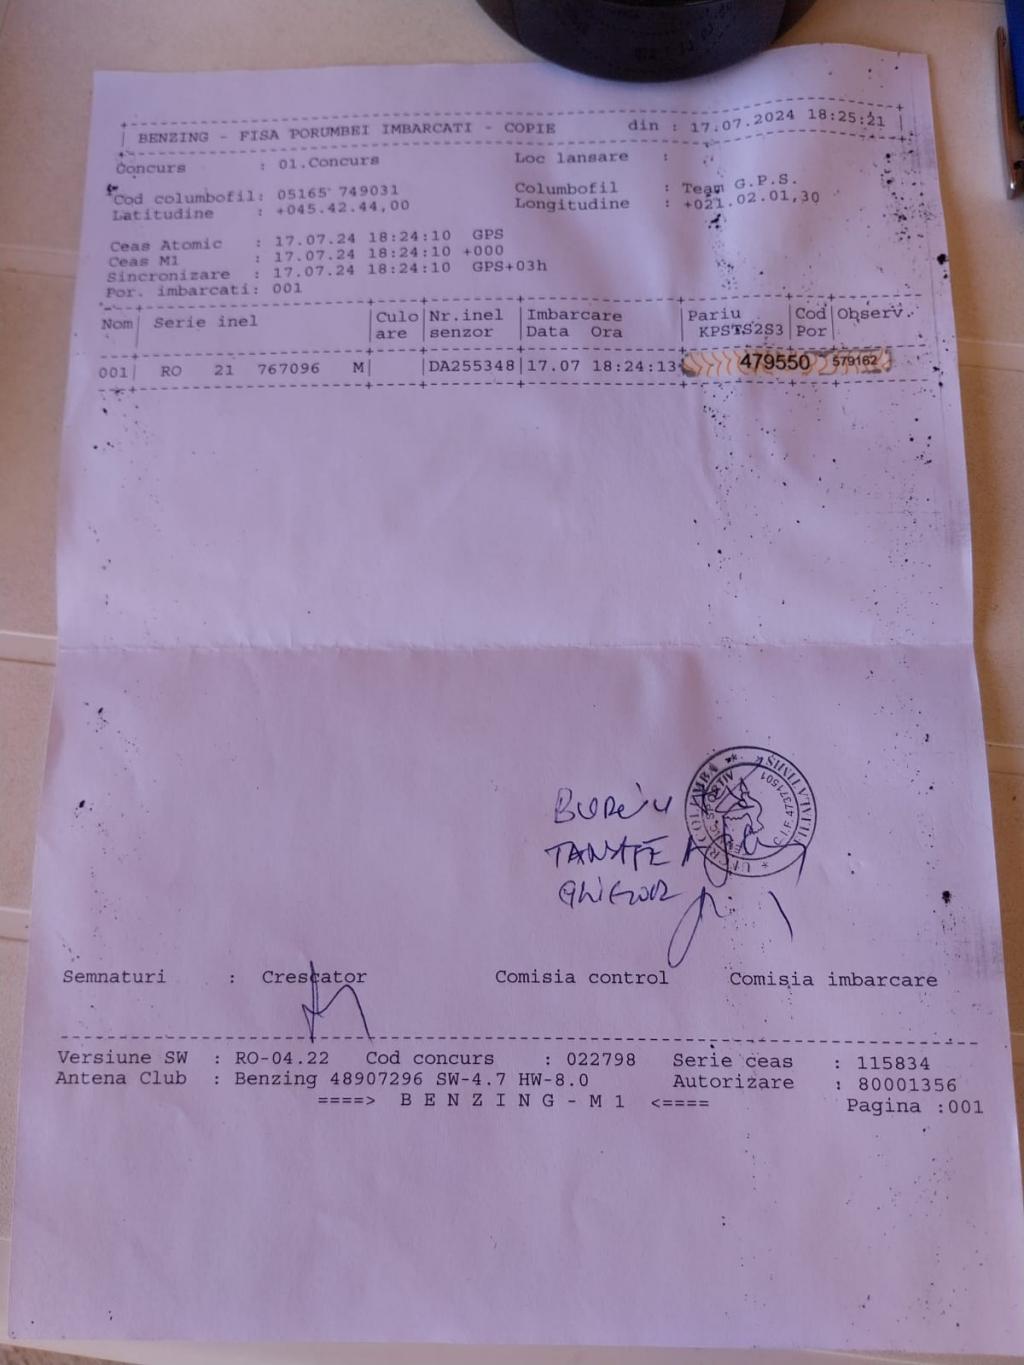 BENZING - FISA PORUMBEI IMBARCATI - COPIE din : 17.07.2024 18:25:21
Concurs : 01.Concurs Loc lansare :
Cod columbofil: 05165 749031 Columbofil : Team G.P.S.
Latitudine : +045.42.44,00 Longitudine : +021.02.01,30
Ceas Atomic : 17.07.24 18:24:10 GPS
Ceas M1 : 17.07.24 18:24:10 +000
Sincronizare : 17.07.24 18:24:10 GPS+03h
Por. imbarcati: 001
Nom| Serie inel |Culo|Nr.inel |Imbarcare |Pariu |Cod|Observ.
are |senzor |Data Ora | KPSTS2S3 |Por|
001| RO 21 767096 M| |DA255348|17.07 18:24:13 479550 579162
C.I.F. 47371501
Semnaturi : Crescator Comisia control Comisia imbarcare
Versiune SW : RO-04.22 Cod concurs : 022798 Serie ceas : 115834
Antena Club : Benzing 48907296 SW-4.7 HW-8.0 Autorizare : 80001356
====> B E N Z I N G - M 1 <==== Pagina :001